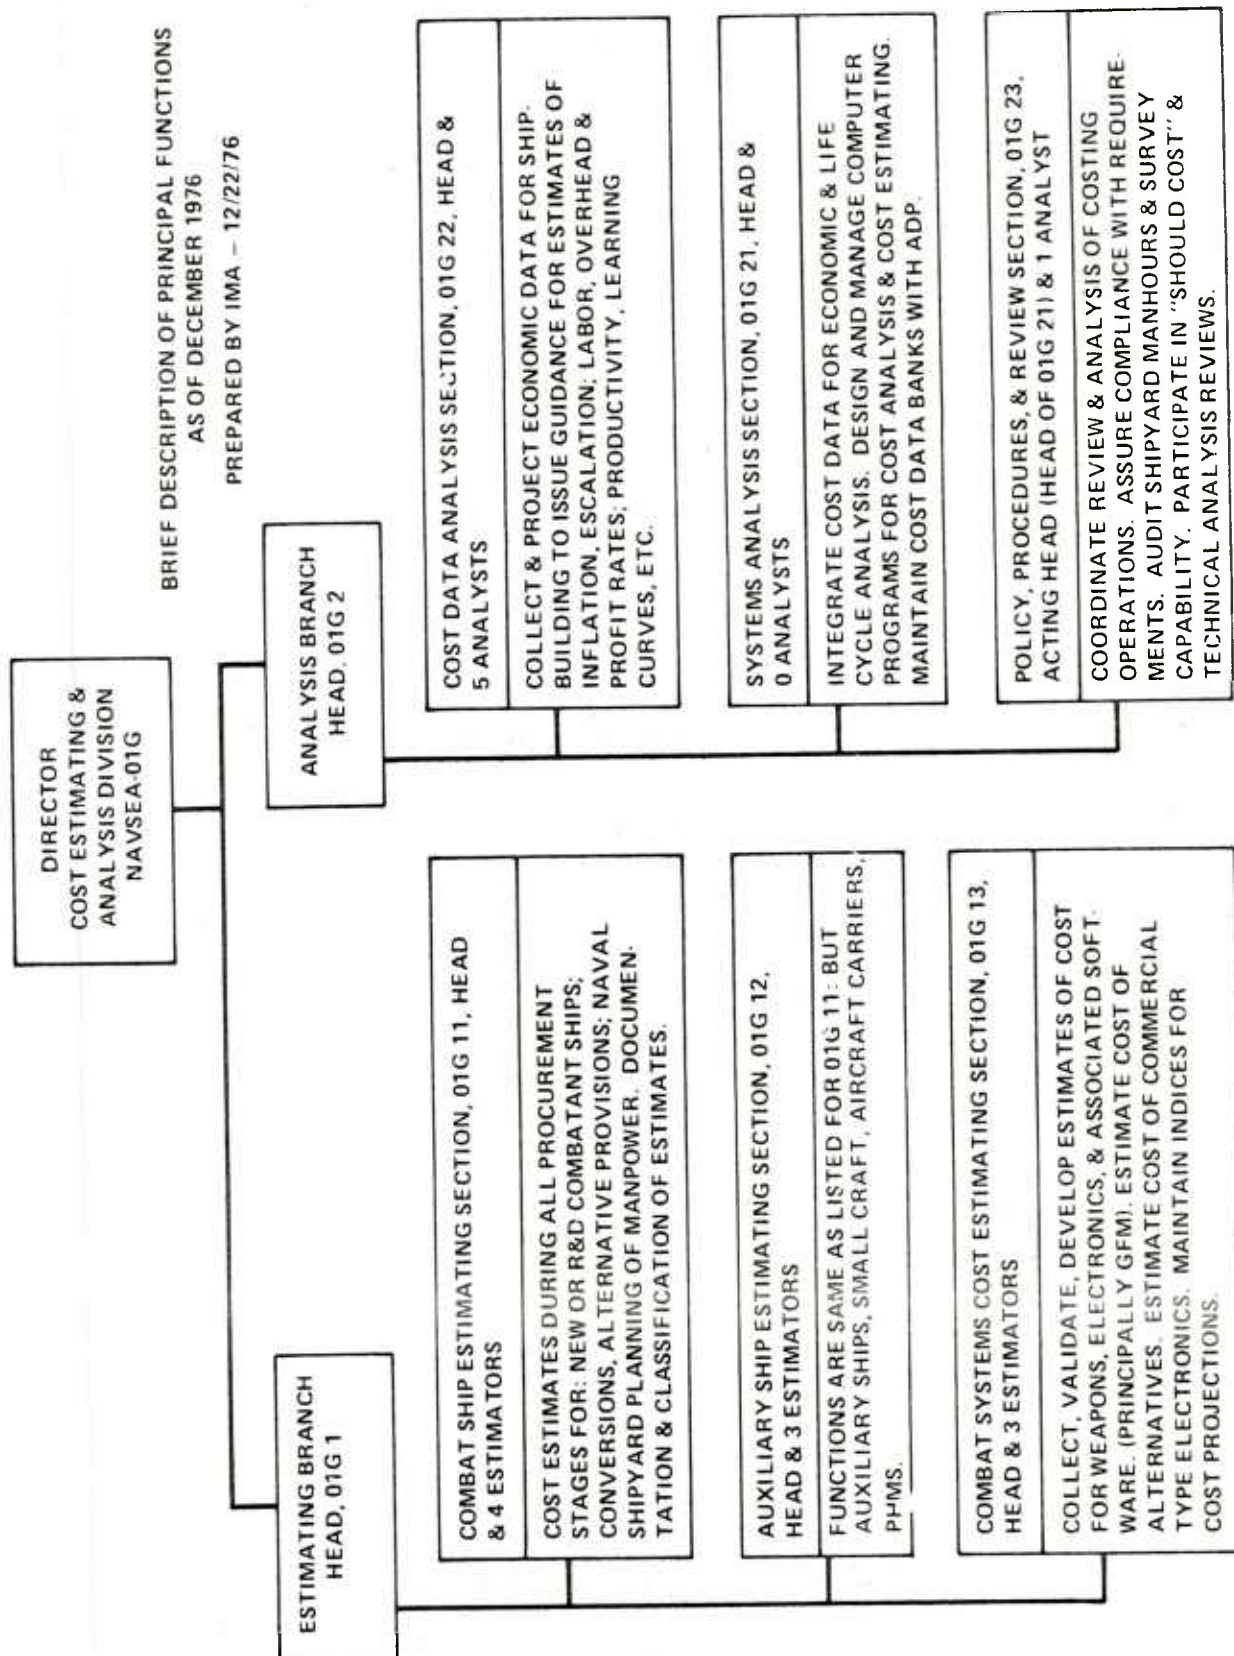 BRIEF DESCRIPTION OF PRINCIPAL FUNCTIONS
AS OF DECEMBER 1976
PREPARED BY IMA – 12/22/76
DIRECTOR
COST ESTIMATING &
ANALYSIS DIVISION
NAVSEA-01G
ESTIMATING BRANCH
HEAD, 01G 1
COMBAT SHIP ESTIMATING SECTION, 01G 11, HEAD
& 4 ESTIMATORS
COST ESTIMATES DURING ALL PROCUREMENT
STAGES FOR: NEW OR R&D COMBATANT SHIPS;
CONVERSIONS, ALTERNATIVE PROVISIONS; NAVAL
SHIPYARD PLANNING OF MANPOWER. DOCUMEN-
TATION & CLASSIFICATION OF ESTIMATES.
AUXILIARY SHIP ESTIMATING SECTION, 01G 12,
HEAD & 3 ESTIMATORS
FUNCTIONS ARE SAME AS LISTED FOR 01G 11: BUT
AUXILIARY SHIPS, SMALL CRAFT, AIRCRAFT CARRIERS,
PHMS.
COMBAT SYSTEMS COST ESTIMATING SECTION, 01G 13,
HEAD & 3 ESTIMATORS
COLLECT, VALIDATE, DEVELOP ESTIMATES OF COST
FOR WEAPONS, ELECTRONICS, & ASSOCIATED SOFT-
WARE. (PRINCIPALLY GFM). ESTIMATE COST OF
ALTERNATIVES. ESTIMATE COST OF COMMERCIAL
TYPE ELECTRONICS. MAINTAIN INDICES FOR
COST PROJECTIONS.
ANALYSIS BRANCH
HEAD. 01G 2
COST DATA ANALYSIS SECTION, 01G 22, HEAD &
5 ANALYSTS
COLLECT & PROJECT ECONOMIC DATA FOR SHIP-
BUILDING TO ISSUE GUIDANCE FOR ESTIMATES OF
INFLATION, ESCALATION; LABOR, OVERHEAD &
PROFIT RATES; PRODUCTIVITY, LEARNING
CURVES, ETC.
SYSTEMS ANALYSIS SECTION, 01G 21, HEAD &
0 ANALYSTS
INTEGRATE COST DATA FOR ECONOMIC & LIFE
CYCLE ANALYSIS. DESIGN AND MANAGE COMPUTER
PROGRAMS FOR COST ANALYSIS & COST ESTIMATING.
MAINTAIN COST DATA BANKS WITH ADP.
POLICY, PROCEDURES, & REVIEW SECTION, 01G 23,
ACTING HEAD (HEAD OF 01G 21) & 1 ANALYST
COORDINATE REVIEW & ANALYSIS OF COSTING
OPERATIONS. ASSURE COMPLIANCE WITH REQUIRE-
MENTS. AUDIT SHIPYARD MANHOURS & SURVEY
CAPABILITY. PARTICIPATE IN "SHOULD COST" &
TECHNICAL ANALYSIS REVIEWS.